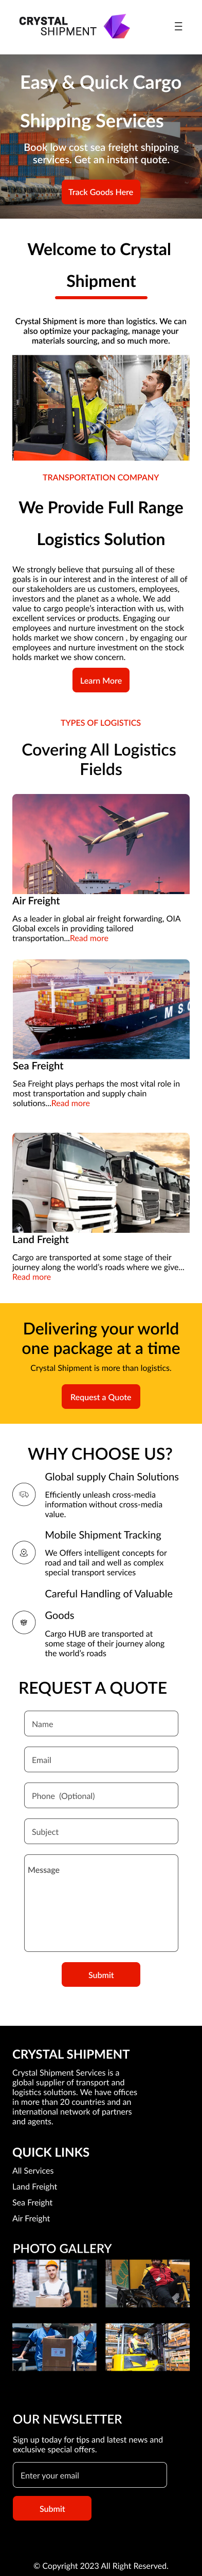 CRYSTAL
SHIPMENT
Easy & Quick Cargo
Shipping Services
Book low cost sea freight shipping
services. Get an instant quote.
Track Goods Here
Welcome to Crystal
Shipment
Crystal Shipment is more than logistics. We can
also optimize your packaging, manage your
materials sourcing, and so much more.
TRANSPORTATION COMPANY
We Provide Full Range
Logistics Solution
We strongly believe that pursuing all of these
goals is in our interest and in the interest of all of
our stakeholders are us customers, employees,
investors and the planet as a whole. We add
value to cargo people's interaction with us, with
excellent services or products. Engaging our
employees and nurture investment on the stock
holds market we show concern , by engaging our
employees and nurture investment on the stock
holds market we show concern.
Learn More
TYPES OF LOGISTICS
Covering All Logistics
Fields
Air Freight
As a leader in global air freight forwarding, OIA
Global excels in providing tailored
transportation...Read more
M S
Sea Freight
Sea Freight plays perhaps the most vital role in
most transportation and supply chain
solutions...Read more
Land Freight
Cargo are transported at some stage of their
journey along the world's roads where we give...
Read more
Delivering your world
one package at a time
Crystal Shipment is more than logistics.
Request a Quote
WHY CHOOSE US?
Global supply Chain Solutions
Efficiently unleash cross-media
information without cross-media
value.
Mobile Shipment Tracking
We Offers intelligent concepts for
road and tail and well as complex
special transport services
Careful Handling of Valuable
Goods
Cargo HUB are transported at
some stage of their journey along
the world's roads
REQUEST A QUOTE
Name
Email
Phone (Optional)
Subject
Message
Submit
CRYSTAL SHIPMENT
Crystal Shipment Services is a
global supplier of transport and
logistics solutions. We have offices
in more than 20 countries and an
international network of partners
and agents.
QUICK LINKS
All Services
Land Freight
Sea Freight
Air Freight
PHOTO GALLERY
OUR NEWSLETTER
Sign up today for tips and latest news and
exclusive special offers.
Enter your email
Submit
© Copyright 2023 All Right Reserved.